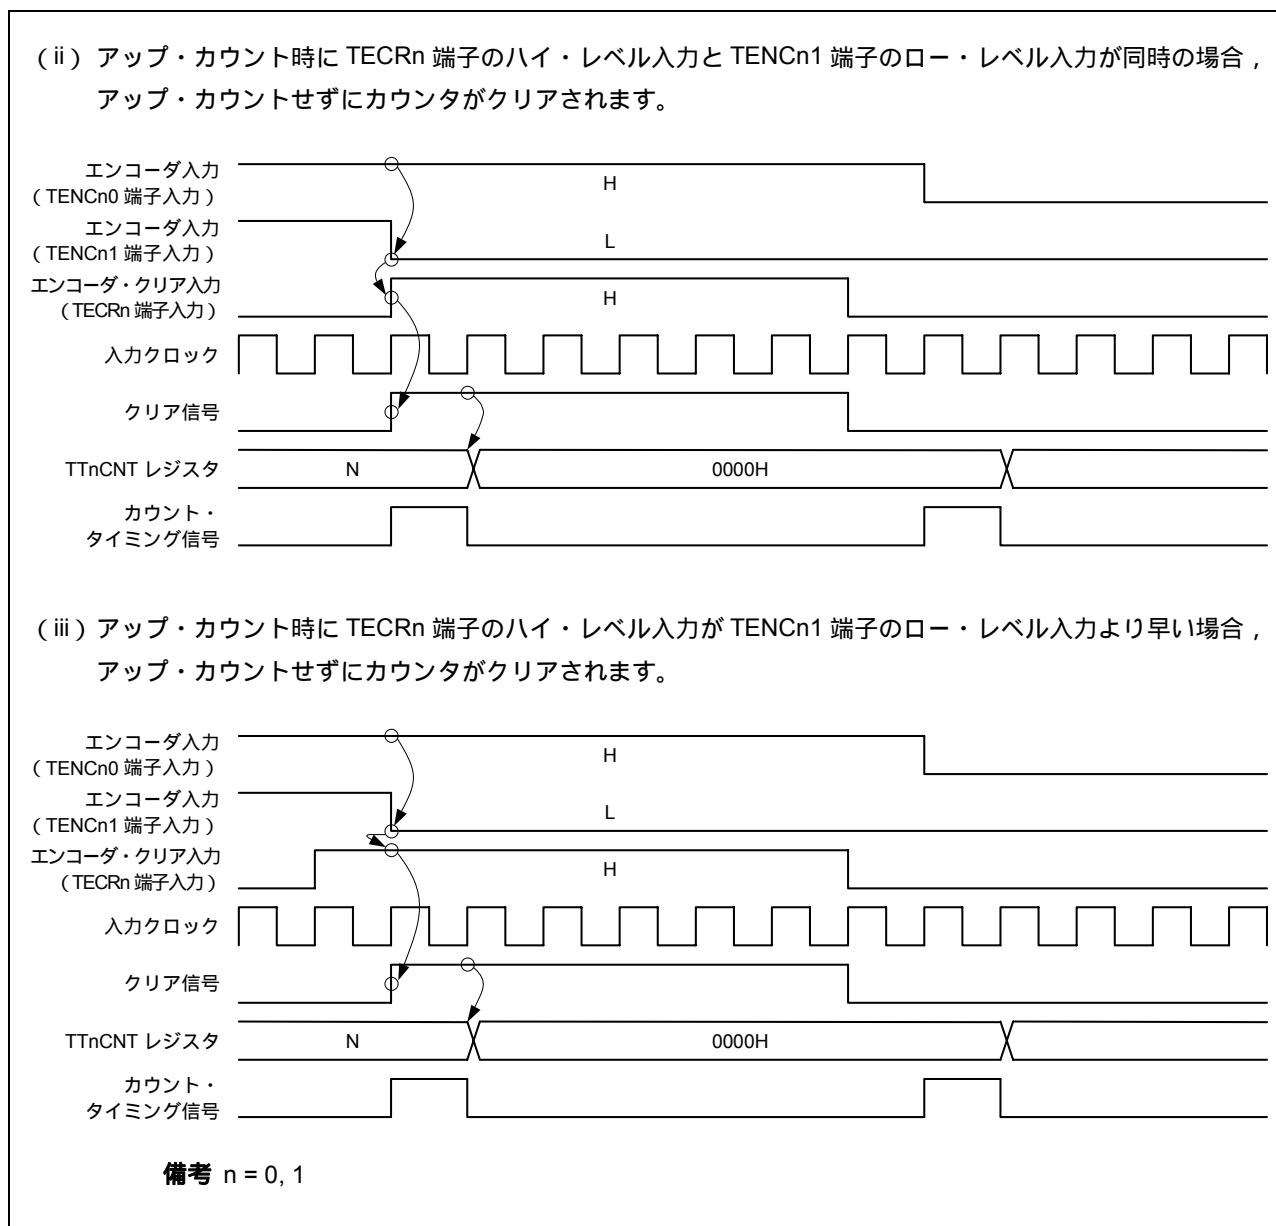 （ii）アップ・カウント時に TECRn 端子のハイ・レベル入力と TENCn1 端子のロー・レベル入力が同時の場合，
アップ・カウントせずにカウンタがクリアされます。
エンコーダ入力
（TENCn0 端子入力）
H
エンコーダ入力
（TENCn1 端子入力）
L
エンコーダ・クリア入力
（TECRn 端子入力）
H
入力クロック
クリア信号
TTnCNT レジスタ
N
0000H
カウント・
タイミング信号
（iii）アップ・カウント時に TECRn 端子のハイ・レベル入力が TENCn1 端子のロー・レベル入力より早い場合，
アップ・カウントせずにカウンタがクリアされます。
エンコーダ入力
（TENCn0 端子入力）
H
エンコーダ入力
（TENCn1 端子入力）
L
エンコーダ・クリア入力
（TECRn 端子入力）
H
入力クロック
クリア信号
TTnCNT レジスタ
N
0000H
カウント・
タイミング信号
備考 n = 0, 1